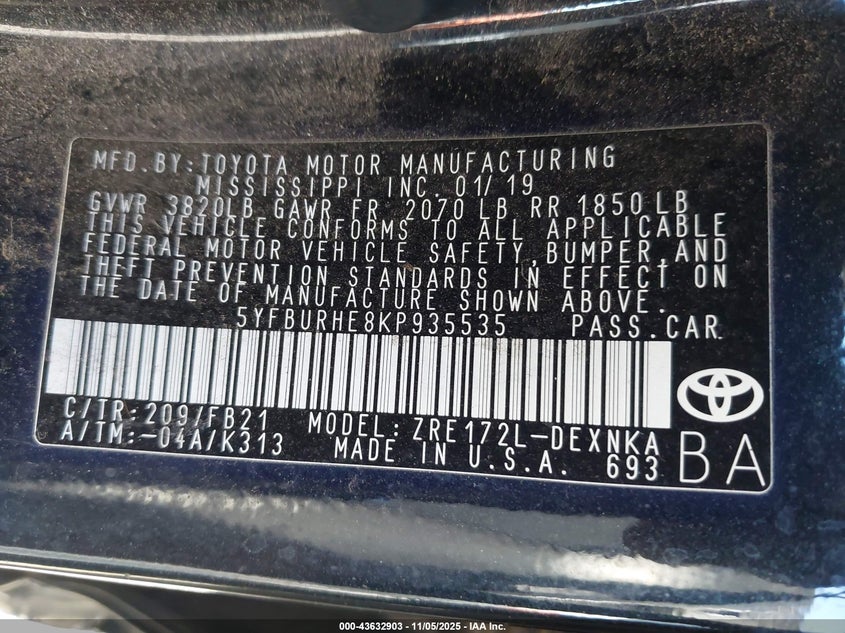 MFD. BY: TOYOTA MOTOR MANUFACTURING
MISSISSIPPI INC. 01/19
GVWR 3820LB GAWR FR 2070 LB RR 1850 LB
THIS VEHICLE CONFORMS TO ALL APPLICABLE
FEDERAL MOTOR VEHICLE SAFETY, BUMPER, AND
THEFT PREVENTION STANDARDS IN EFFECT ON
THE DATE OF MANUFACTURE SHOWN ABOVE.
5YFBURHE8KP935535 PASS. CAR
C/TR: 209/FB21 MODEL: ZRE172L-DEXNKA
A/TM: -04A/K313 MADE IN U.S.A. 693
BA
000-43632903 - 11/05/2025 - IAA Inc.